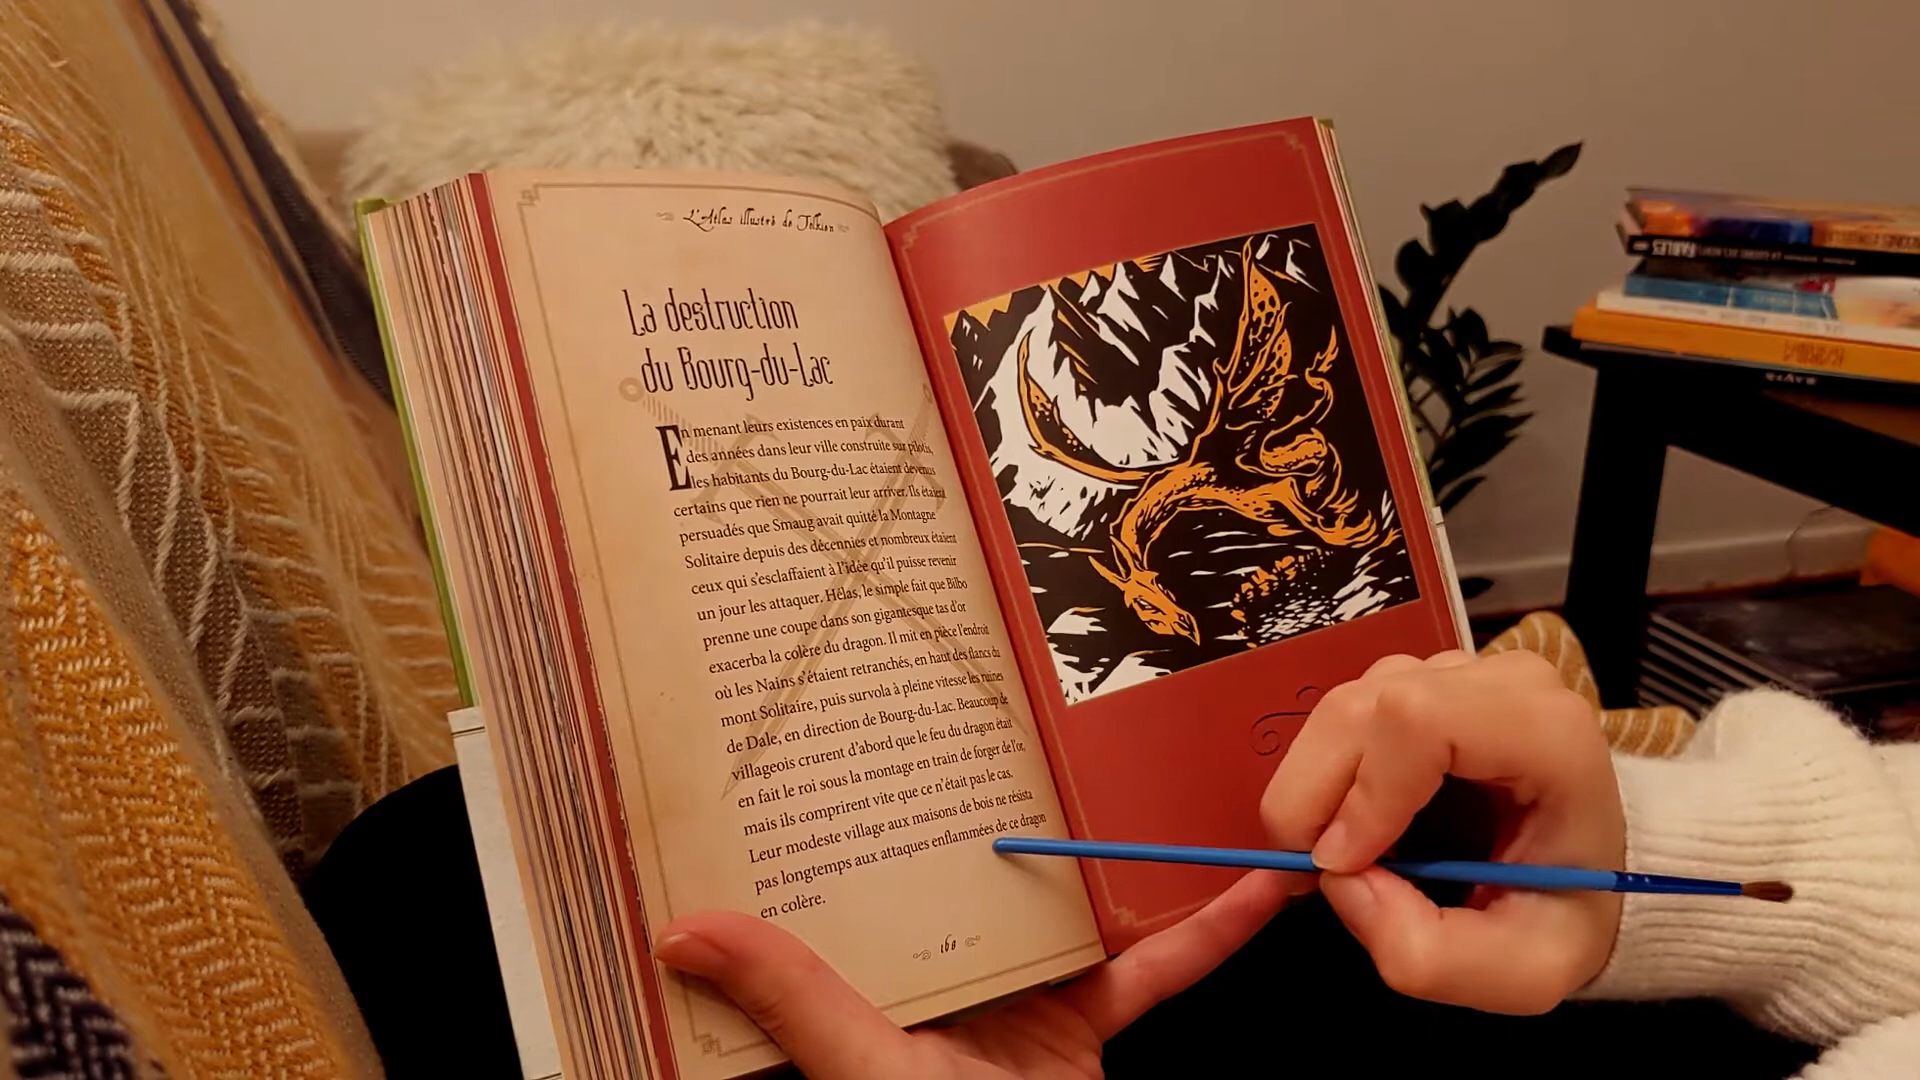 L'Atlas illustré de Tolkien
La destruction
du Bourg-du-Lac
En menant leurs existences en paix durant
des années dans leur ville construite sur pilotis,
les habitants du Bourg-du-Lac étaient devenus
certains que rien ne pourrait leur arriver. Ils étaient
persuadés que Smaug avait quitté la Montagne
Solitaire depuis des décennies et nombreux étaient
ceux qui s'esclaffaient à l'idée qu'il puisse revenir
un jour les attaquer. Hélas, le simple fait que Bilbo
prenne une coupe dans son gigantesque tas d'or
exacerba la colère du dragon. Il mit en pièce l'endroit
où les Nains s'étaient retranchés, en haut des flancs du
mont Solitaire, puis survola à pleine vitesse les ruines
de Dale, en direction de Bourg-du-Lac. Beaucoup de
villageois crurent d'abord que le feu du dragon était
en fait le roi sous la montage en train de forger de l'or,
mais ils comprirent vite que ce n'était pas le cas.
Leur modeste village aux maisons de bois ne résista
pas longtemps aux attaques enflammées de ce dragon
en colère.
168
FABLES